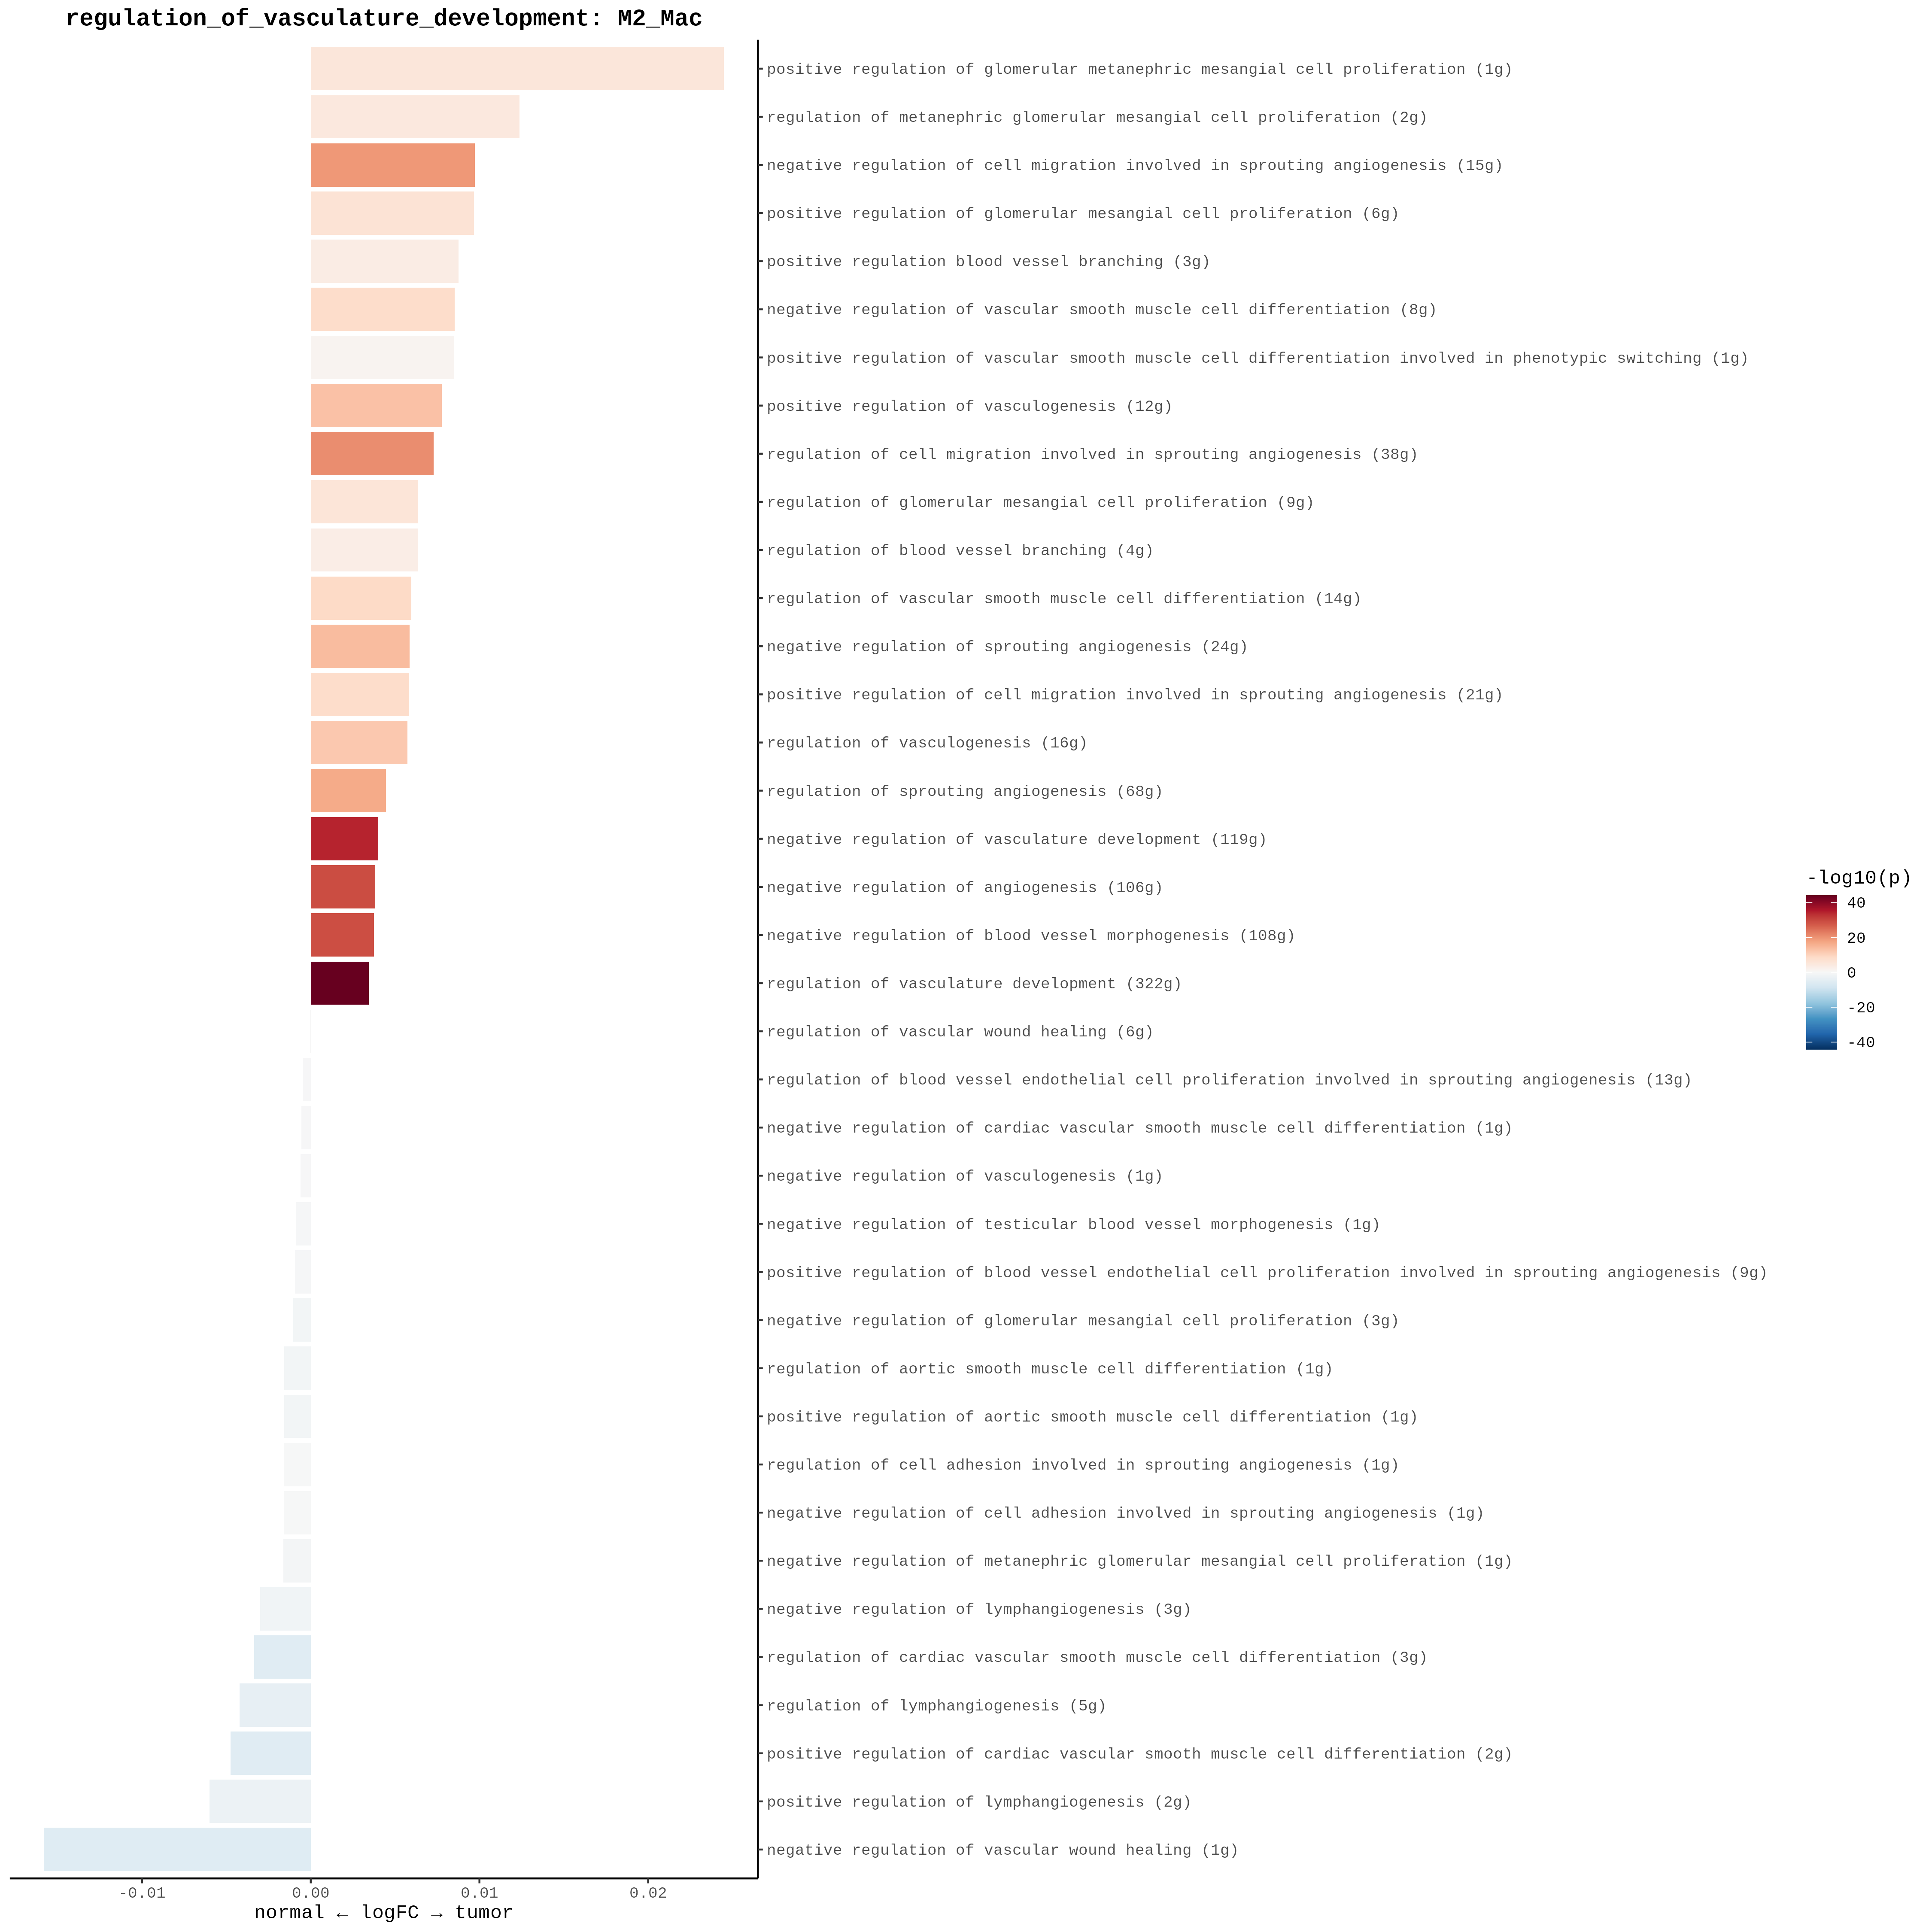 regulation_of_vasculature_development: M2_Mac
positive regulation of glomerular metanephric mesangial cell proliferation (1g)
regulation of metanephric glomerular mesangial cell proliferation (2g)
negative regulation of cell migration involved in sprouting angiogenesis (15g)
positive regulation of glomerular mesangial cell proliferation (6g)
positive regulation blood vessel branching (3g)
negative regulation of vascular smooth muscle cell differentiation (8g)
positive regulation of vascular smooth muscle cell differentiation involved in phenotypic switching (1g)
positive regulation of vasculogenesis (12g)
regulation of cell migration involved in sprouting angiogenesis (38g)
regulation of glomerular mesangial cell proliferation (9g)
regulation of blood vessel branching (4g)
regulation of vascular smooth muscle cell differentiation (14g)
negative regulation of sprouting angiogenesis (24g)
positive regulation of cell migration involved in sprouting angiogenesis (21g)
regulation of vasculogenesis (16g)
regulation of sprouting angiogenesis (68g)
negative regulation of vasculature development (119g)
negative regulation of angiogenesis (106g)
negative regulation of blood vessel morphogenesis (108g)
regulation of vasculature development (322g)
regulation of vascular wound healing (6g)
regulation of blood vessel endothelial cell proliferation involved in sprouting angiogenesis (13g)
negative regulation of cardiac vascular smooth muscle cell differentiation (1g)
negative regulation of vasculogenesis (1g)
negative regulation of testicular blood vessel morphogenesis (1g)
positive regulation of blood vessel endothelial cell proliferation involved in sprouting angiogenesis (9g)
negative regulation of glomerular mesangial cell proliferation (3g)
regulation of aortic smooth muscle cell differentiation (1g)
positive regulation of aortic smooth muscle cell differentiation (1g)
regulation of cell adhesion involved in sprouting angiogenesis (1g)
negative regulation of cell adhesion involved in sprouting angiogenesis (1g)
negative regulation of metanephric glomerular mesangial cell proliferation (1g)
negative regulation of lymphangiogenesis (3g)
regulation of cardiac vascular smooth muscle cell differentiation (3g)
regulation of lymphangiogenesis (5g)
positive regulation of cardiac vascular smooth muscle cell differentiation (2g)
positive regulation of lymphangiogenesis (2g)
negative regulation of vascular wound healing (1g)
-0.01 0.00 0.01 0.02
normal ← logFC → tumor
-log10(p)
40
20
0
-20
-40